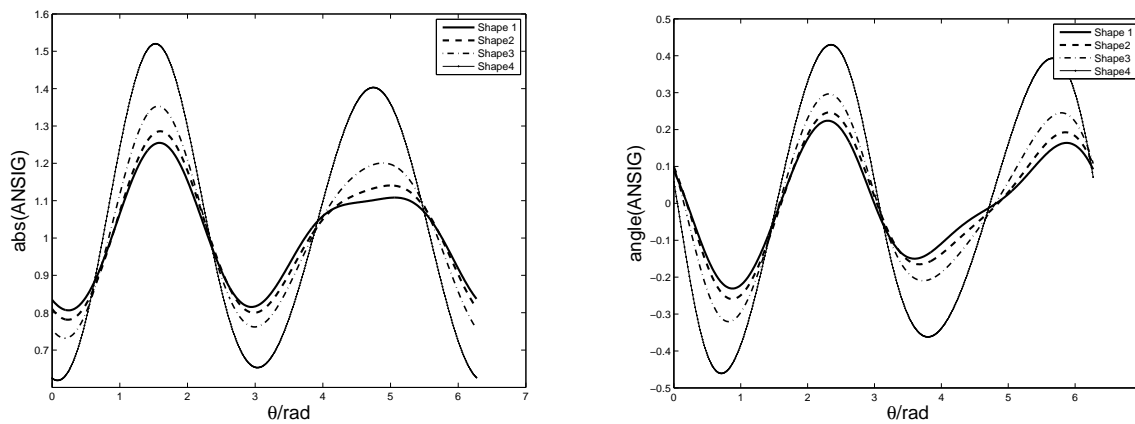 1.6
1.5
1.4
1.3
1.2
1.1
1
0.9
0.8
0.7
0 1 2 3 4 5 6 7
abs(ANSIG)
θ/rad
Shape 1
Shape2
Shape3
Shape4
0.5
0.4
0.3
0.2
0.1
0
−0.1
−0.2
−0.3
−0.4
−0.5
0 1 2 3 4 5 6
angle(ANSIG)
θ/rad
Shape 1
Shape2
Shape3
Shape4